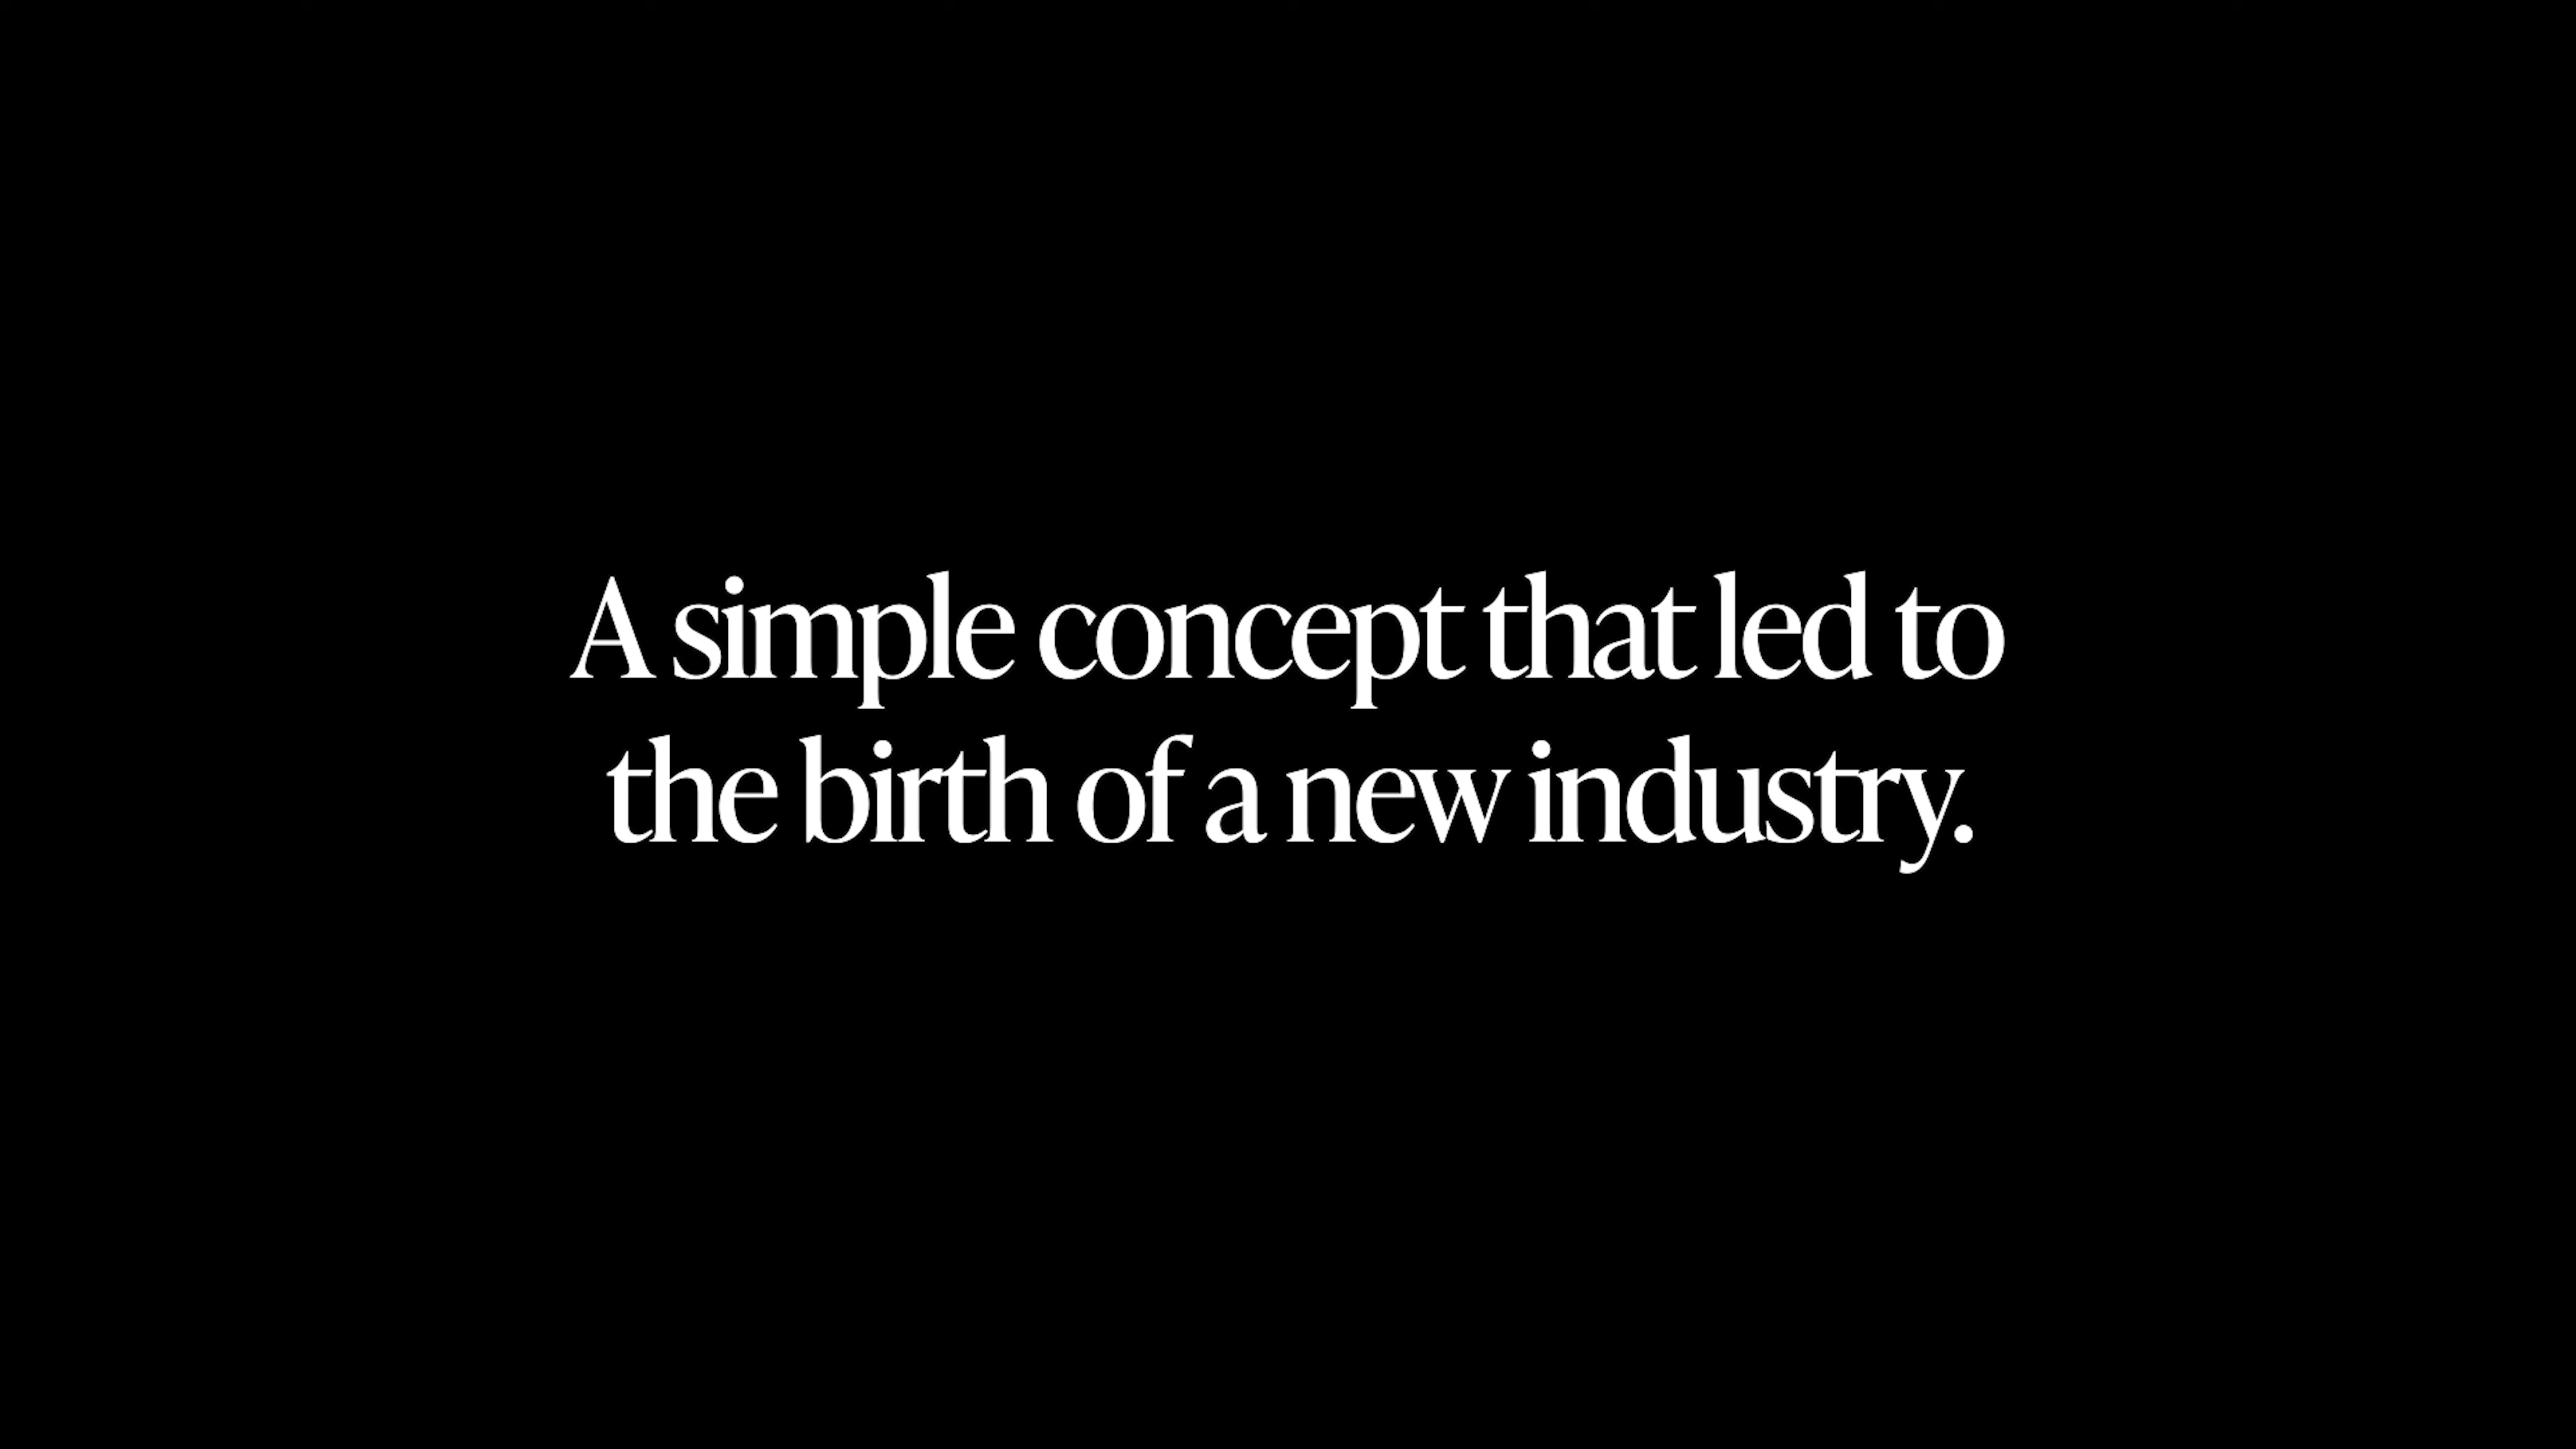 A simple concept that led to
the birth of a new industry.